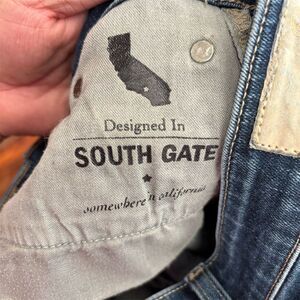 Designed In
SOUTH GATE
somewhere in california